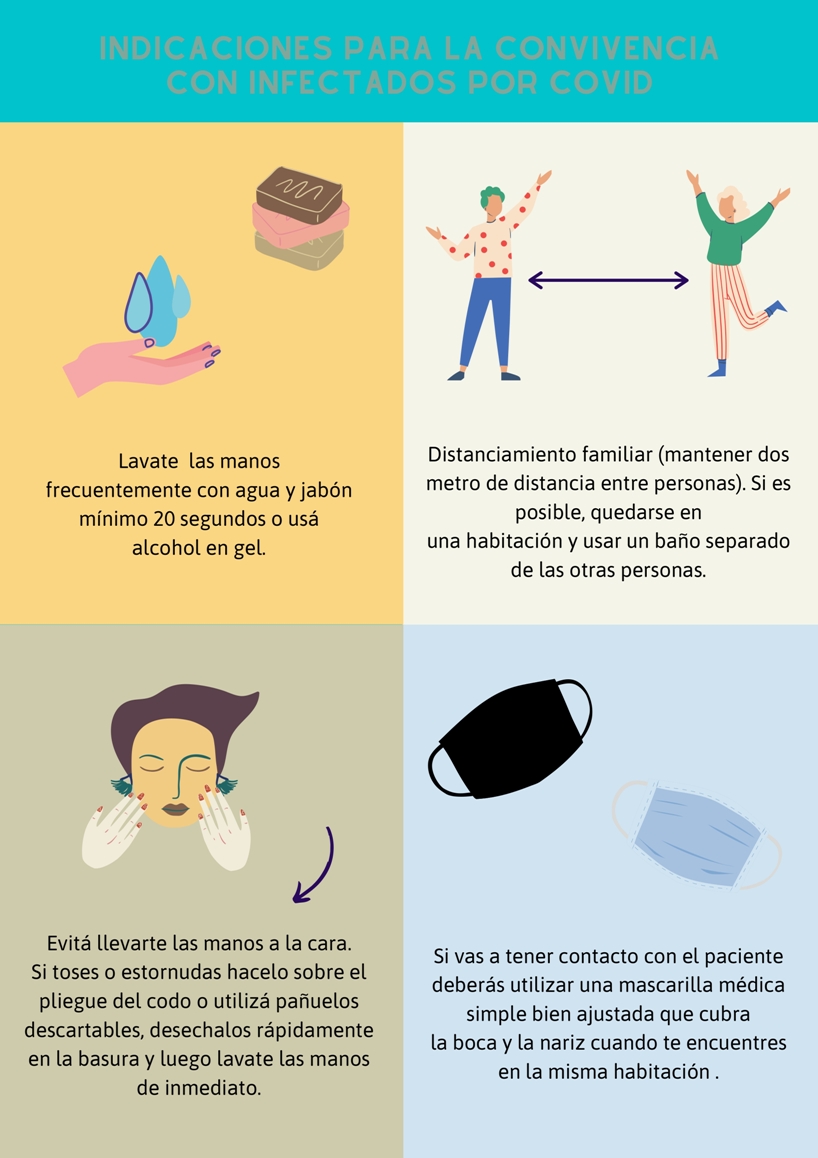 INDICACIONES PARA LA CONVIVENCIA
CON INFECTADOS POR COVID
Lavate  las manos
frecuentemente con agua y jabón
mínimo 20 segundos o usá
alcohol en gel.
Distanciamiento familiar (mantener dos
metro de distancia entre personas). Si es
posible, quedarse en
una habitación y usar un baño separado
de las otras personas.
Evitá llevarte las manos a la cara.
Si toses o estornudas hacelo sobre el
pliegue del codo o utilizá pañuelos
descartables, desechalos rápidamente
en la basura y luego lavate las manos
de inmediato.
Si vas a tener contacto con el paciente
deberás utilizar una mascarilla médica
simple bien ajustada que cubra
la boca y la nariz cuando te encuentres
en la misma habitación .